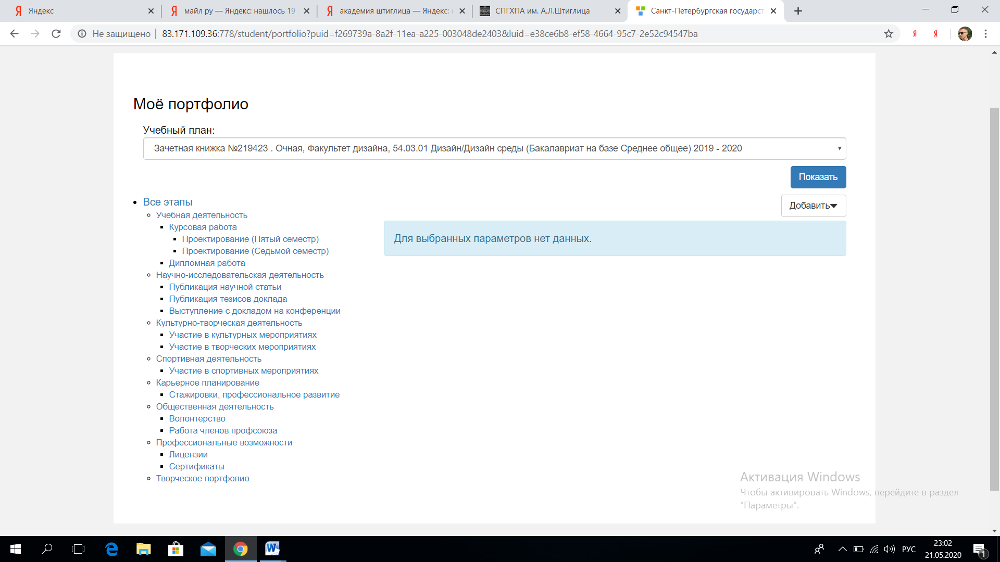 Яндекс
майл ру — Яндекс: нашлось 19
академия штиглица — Яндекс: н
СПГХПА им. А.Л.Штиглица
Санкт-Петербургская государст
Не защищено
83.171.109.36:778/student/portfolio?puid=f269739a-8a2f-11ea-a225-003048de2403&luid=e38ce6b8-ef58-4664-95c7-2e52c94547ba
Моё портфолио
Учебный план:
Зачетная книжка №219423 . Очная, Факультет дизайна, 54.03.01 Дизайн/Дизайн среды (Бакалавриат на базе Среднее общее) 2019 - 2020
Показать
Добавить
Для выбранных параметров нет данных.
Все этапы
Учебная деятельность
Курсовая работа
Проектирование (Пятый семестр)
Проектирование (Седьмой семестр)
Дипломная работа
Научно-исследовательская деятельность
Публикация научной статьи
Публикация тезисов доклада
Выступление с докладом на конференции
Культурно-творческая деятельность
Участие в культурных мероприятиях
Участие в творческих мероприятиях
Спортивная деятельность
Участие в спортивных мероприятиях
Карьерное планирование
Стажировки, профессиональное развитие
Общественная деятельность
Волонтерство
Работа членов профсоюза
Профессиональные возможности
Лицензии
Сертификаты
Творческое портфолио
Активация Windows
Чтобы активировать Windows, перейдите в раздел
"Параметры".
РУС
23:02
21.05.2020
1